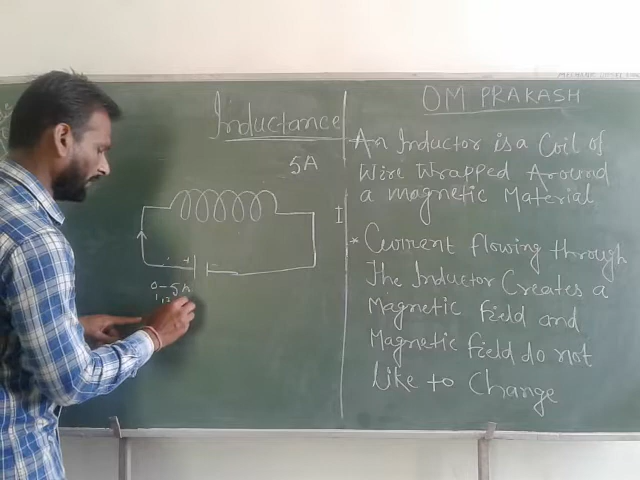 Inductance
5A
0-5A
OM PRAKASH
An Inductor is a Coil of
Wire Wrapped Around
a magnetic Material
I
* Current flowing through
The Inductor Creates a
Magnetic field and
Magnetic field do not
like to Change